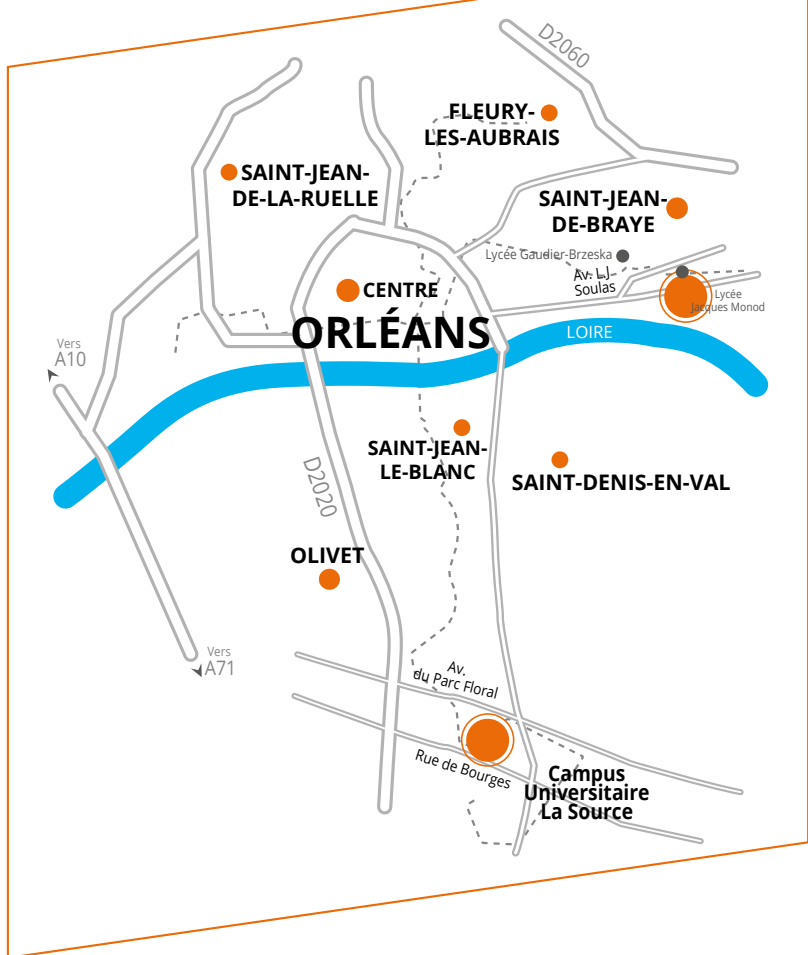 D2060
FLEURY-
LES-AUBRAIS
SAINT-JEAN-
DE-LA-RUELLE
SAINT-JEAN-
DE-BRAYE
Lycée Gaudier-Brzeska
Av. L.J
Soulas
CENTRE
Lycée
Jacques Monod
ORLÉANS
LOIRE
Vers
A10
SAINT-JEAN-
LE-BLANC
D2020
SAINT-DENIS-EN-VAL
OLIVET
Vers
A71
Av.
du Parc Floral
Rue de Bourges
Campus
Universitaire
La Source